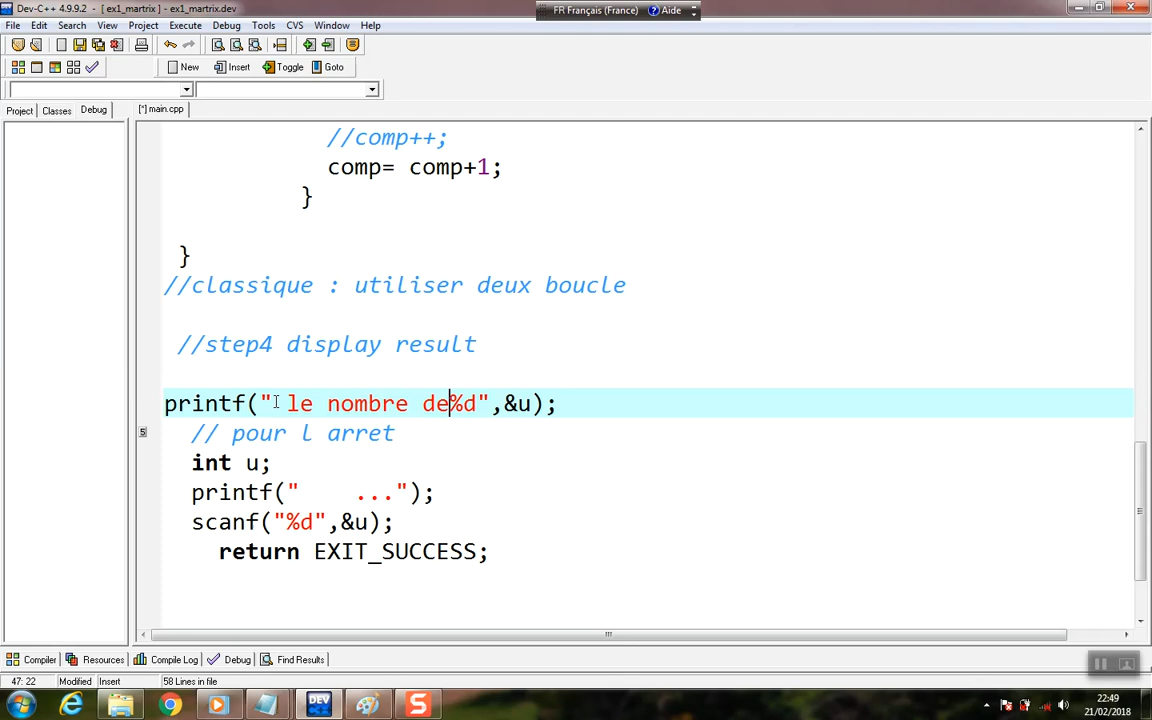 Dev-C++ 4.9.9.2 - [ ex1_martrix ] - ex1_martrix.dev
FR Français (France) Aide
File Edit Search View Project Execute Debug Tools CVS Window Help
New Insert Toggle Goto
Project Classes Debug [*] main.cpp
//comp++;
comp= comp+1;
}
}
//classique : utiliser deux boucle
//step4 display result
printf(" le nombre de%d",&u);
// pour l arret
5
int u;
printf("    ...");
scanf("%d",&u);
return EXIT_SUCCESS;
Compiler Resources Compile Log Debug Find Results
47: 22 Modified Insert 58 Lines in file
22:49
21/02/2018